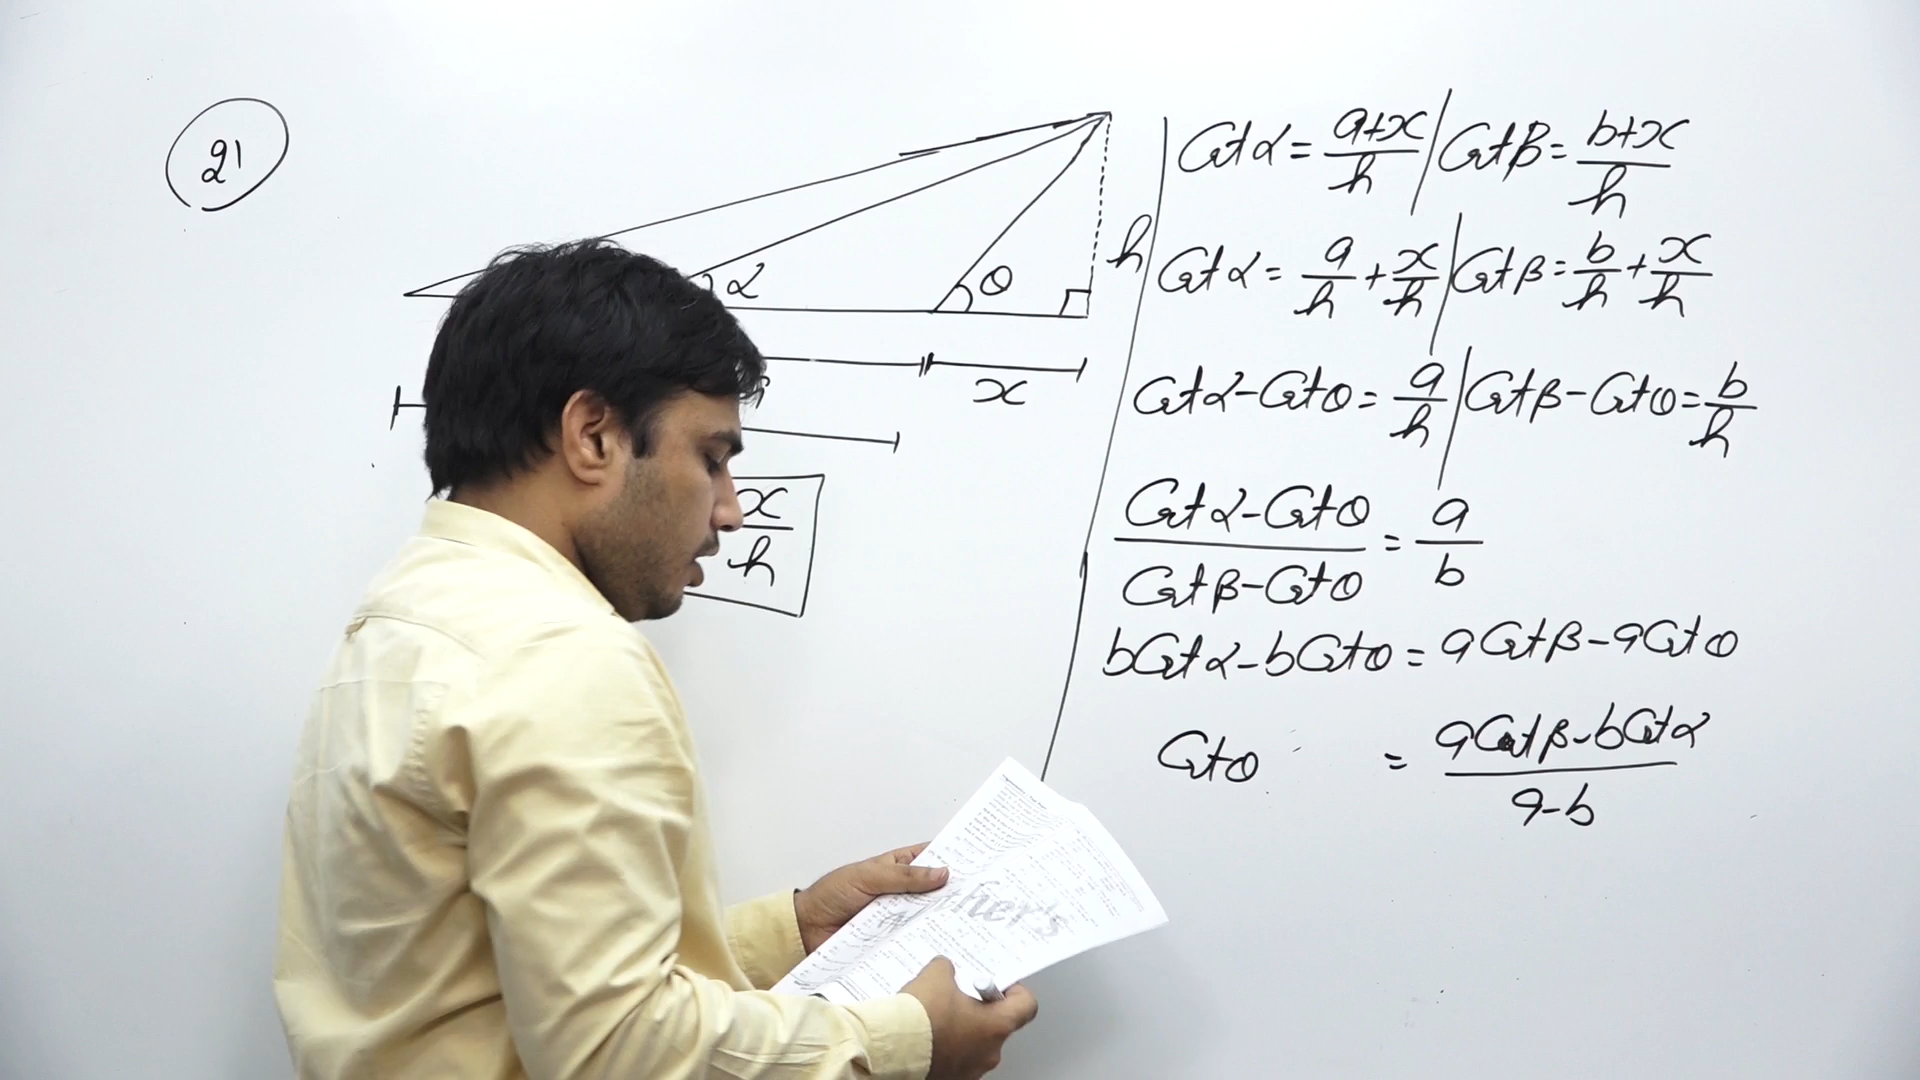 21
α
θ
h
x
x/h
Cot α = (a+x)/h | Cot β = (b+x)/h
Cot α = a/h + x/h | Cot β = b/h + x/h
Cot α - Cot θ = a/h | Cot β - Cot θ = b/h
(Cot α - Cot θ)/(Cot β - Cot θ) = a/b
b Cot α - b Cot θ = a Cot β - a Cot θ
Cot θ = (a Cot β - b Cot α)/(a-b)